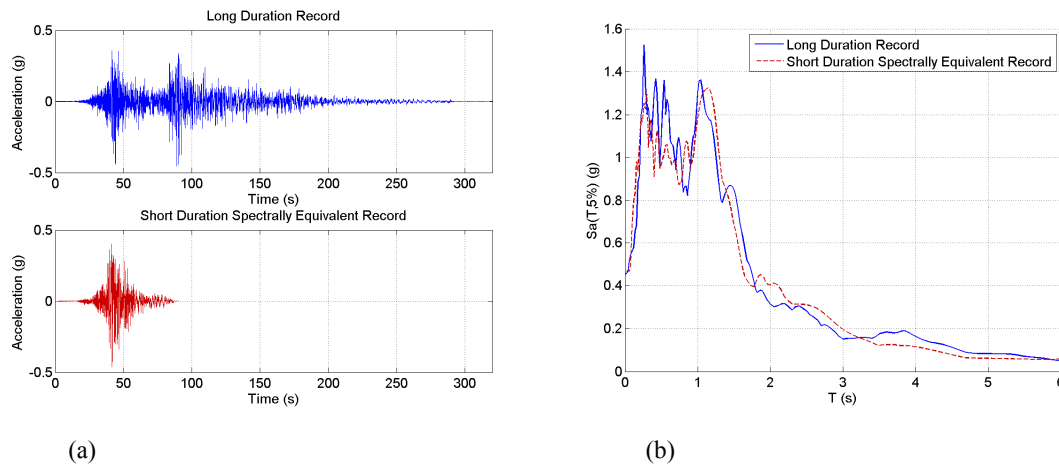 Long Duration Record
0.5
0
-0.5
Acceleration (g)
0 50 100 150 200 250 300
Time (s)
Short Duration Spectrally Equivalent Record
0.5
0
-0.5
Acceleration (g)
0 50 100 150 200 250 300
Time (s)
(a)
1.6
1.4
1.2
1
0.8
0.6
0.4
0.2
0
Sa(T,5%) (g)
Long Duration Record
Short Duration Spectrally Equivalent Record
0 1 2 3 4 5 6
T (s)
(b)